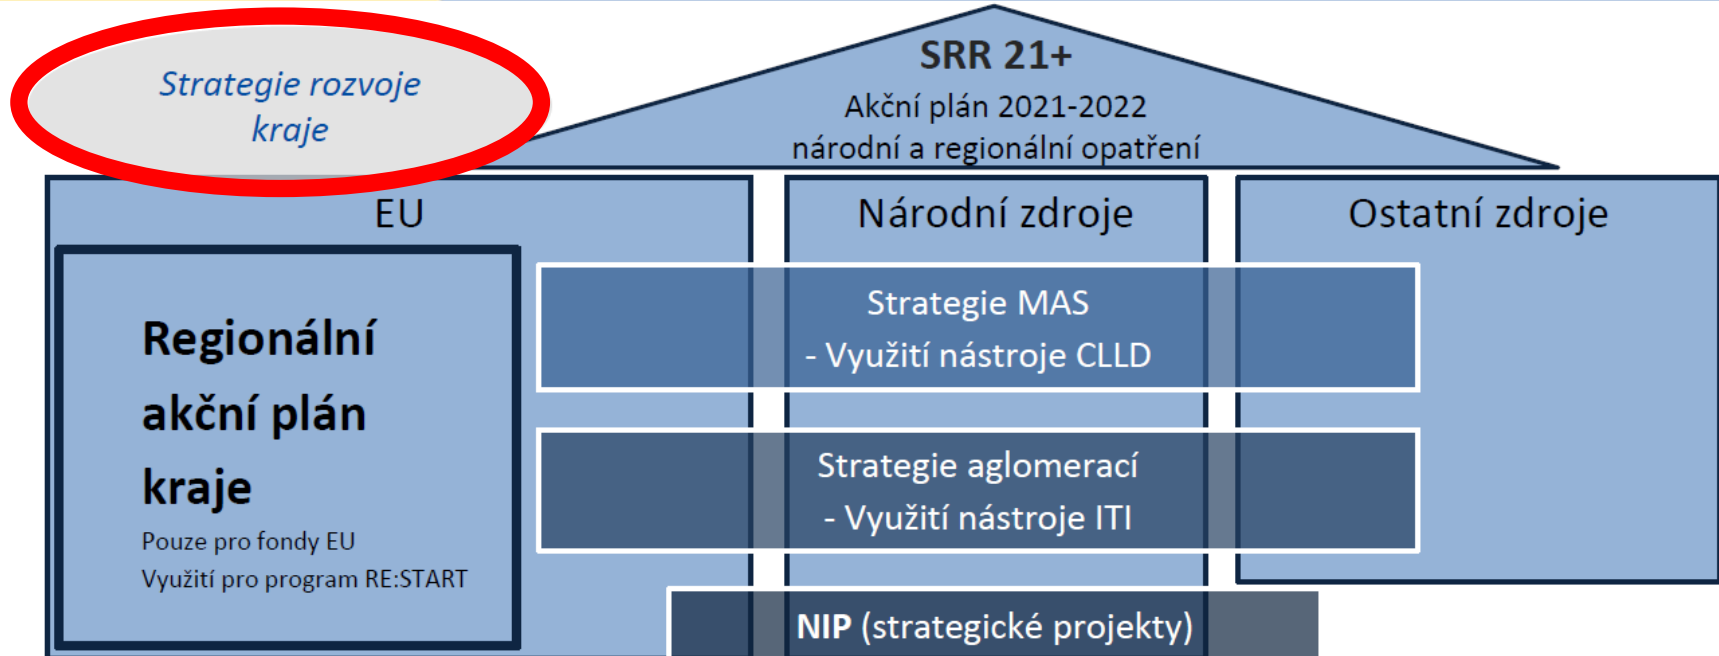 Strategie rozvoje
kraje
SRR 21+
Akční plán 2021-2022
národní a regionální opatření
EU
Národní zdroje
Ostatní zdroje
Regionální
akční plán
kraje
Pouze pro fondy EU
Využití pro program RE:START
Strategie MAS
- Využití nástroje CLLD
Strategie aglomerací
- Využití nástroje ITI
NIP (strategické projekty)